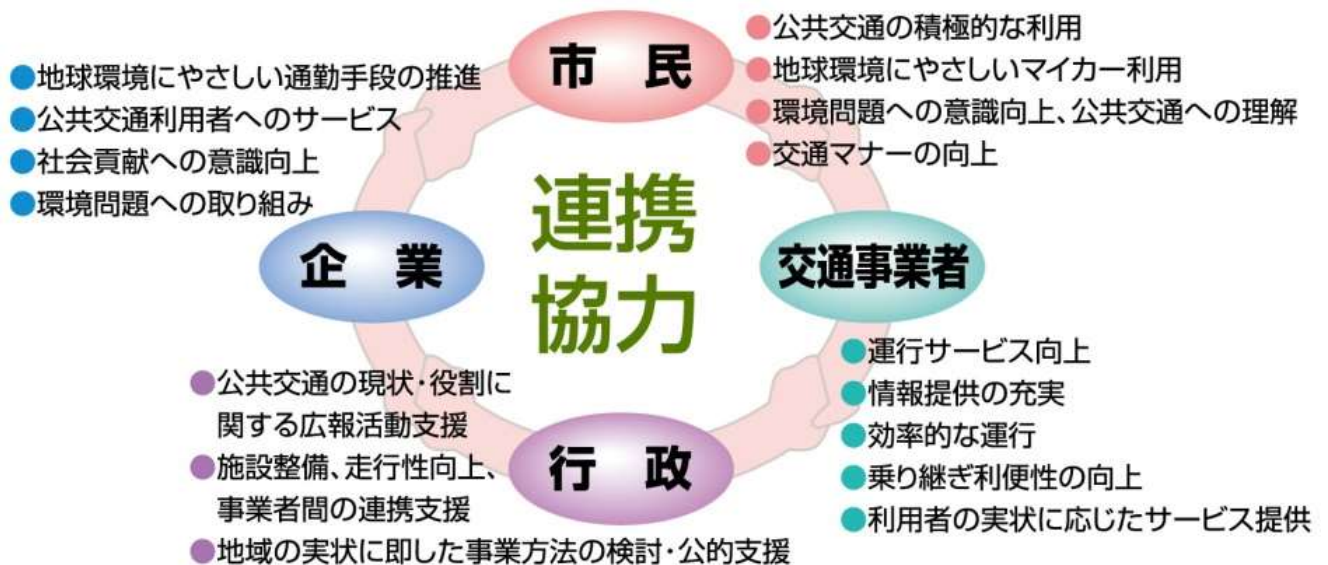 市民
●公共交通の積極的な利用
●地球環境にやさしいマイカー利用
●環境問題への意識向上、公共交通への理解
●交通マナーの向上
●地球環境にやさしい通勤手段の推進
●公共交通利用者へのサービス
●社会貢献への意識向上
●環境問題への取り組み
企業
連携
協力
交通事業者
●運行サービス向上
●情報提供の充実
●効率的な運行
●乗り継ぎ利便性の向上
●利用者の実状に応じたサービス提供
●公共交通の現状・役割に
関する広報活動支援
●施設整備、走行性向上、
事業者間の連携支援
●地域の実状に即した事業方法の検討・公的支援
行政